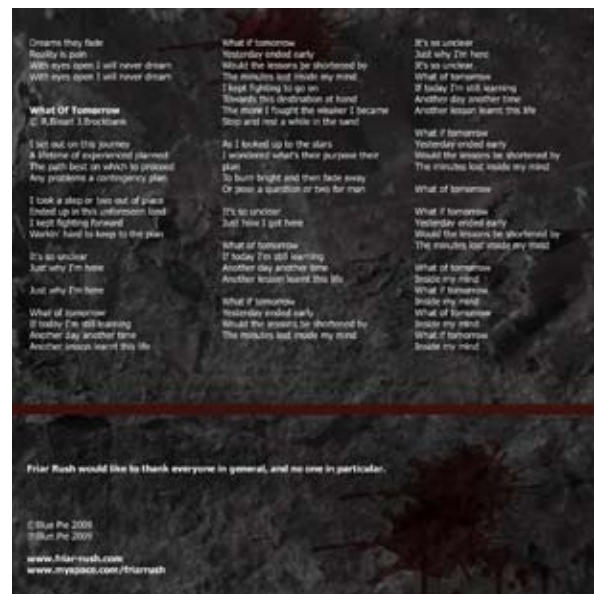 Dreams they fade
Reality is pain
With eyes open I will never dream
With eyes open I will never dream
What Of Tomorrow
© R.Bisset J.Brockbank
I set out on this journey
A lifetime of experienced planned
The path best on which to proceed
Any problems a contingency plan
I took a step or two out of place
Ended up in this unforeseen land
I kept fighting forward
Workin' hard to keep to the plan
It's so unclear
Just why I'm here
Just why I'm here
What of tomorrow
If today I'm still learning
Another day another time
Another lesson learnt this life
What if tomorrow
Yesterday ended early
Would the lessons be shortened by
The minutes lost inside my mind
I kept fighting to go on
Towards this destination at hand
The more I fought the weaker I became
Stop and rest a while in the sand
As I looked up to the stars
I wondered what's their purpose their
plan
To burn bright and then fade away
Or pose a question or two for man
It's so unclear
Just how I got here
What of tomorrow
If today I'm still learning
Another day another time
Another lesson learnt this life
What if tomorrow
Yesterday ended early
Would the lessons be shortened by
The minutes lost inside my mind
It's so unclear
Just why I'm here
It's so unclear
What of tomorrow
If today I'm still learning
Another day another time
Another lesson learnt this life
What if tomorrow
Yesterday ended early
Would the lessons be shortened by
The minutes lost inside my mind
What of tomorrow
What if tomorrow
Yesterday ended early
Would the lessons be shortened by
The minutes lost inside my mind
What of tomorrow
Inside my mind
What if tomorrow
Inside my mind
What of tomorrow
Inside my mind
What if tomorrow
Inside my mind
Friar Rush would like to thank everyone in general, and no one in particular.
©Blue Pie 2009
℗Blue Pie 2009
www.friar-rush.com
www.myspace.com/friarrush